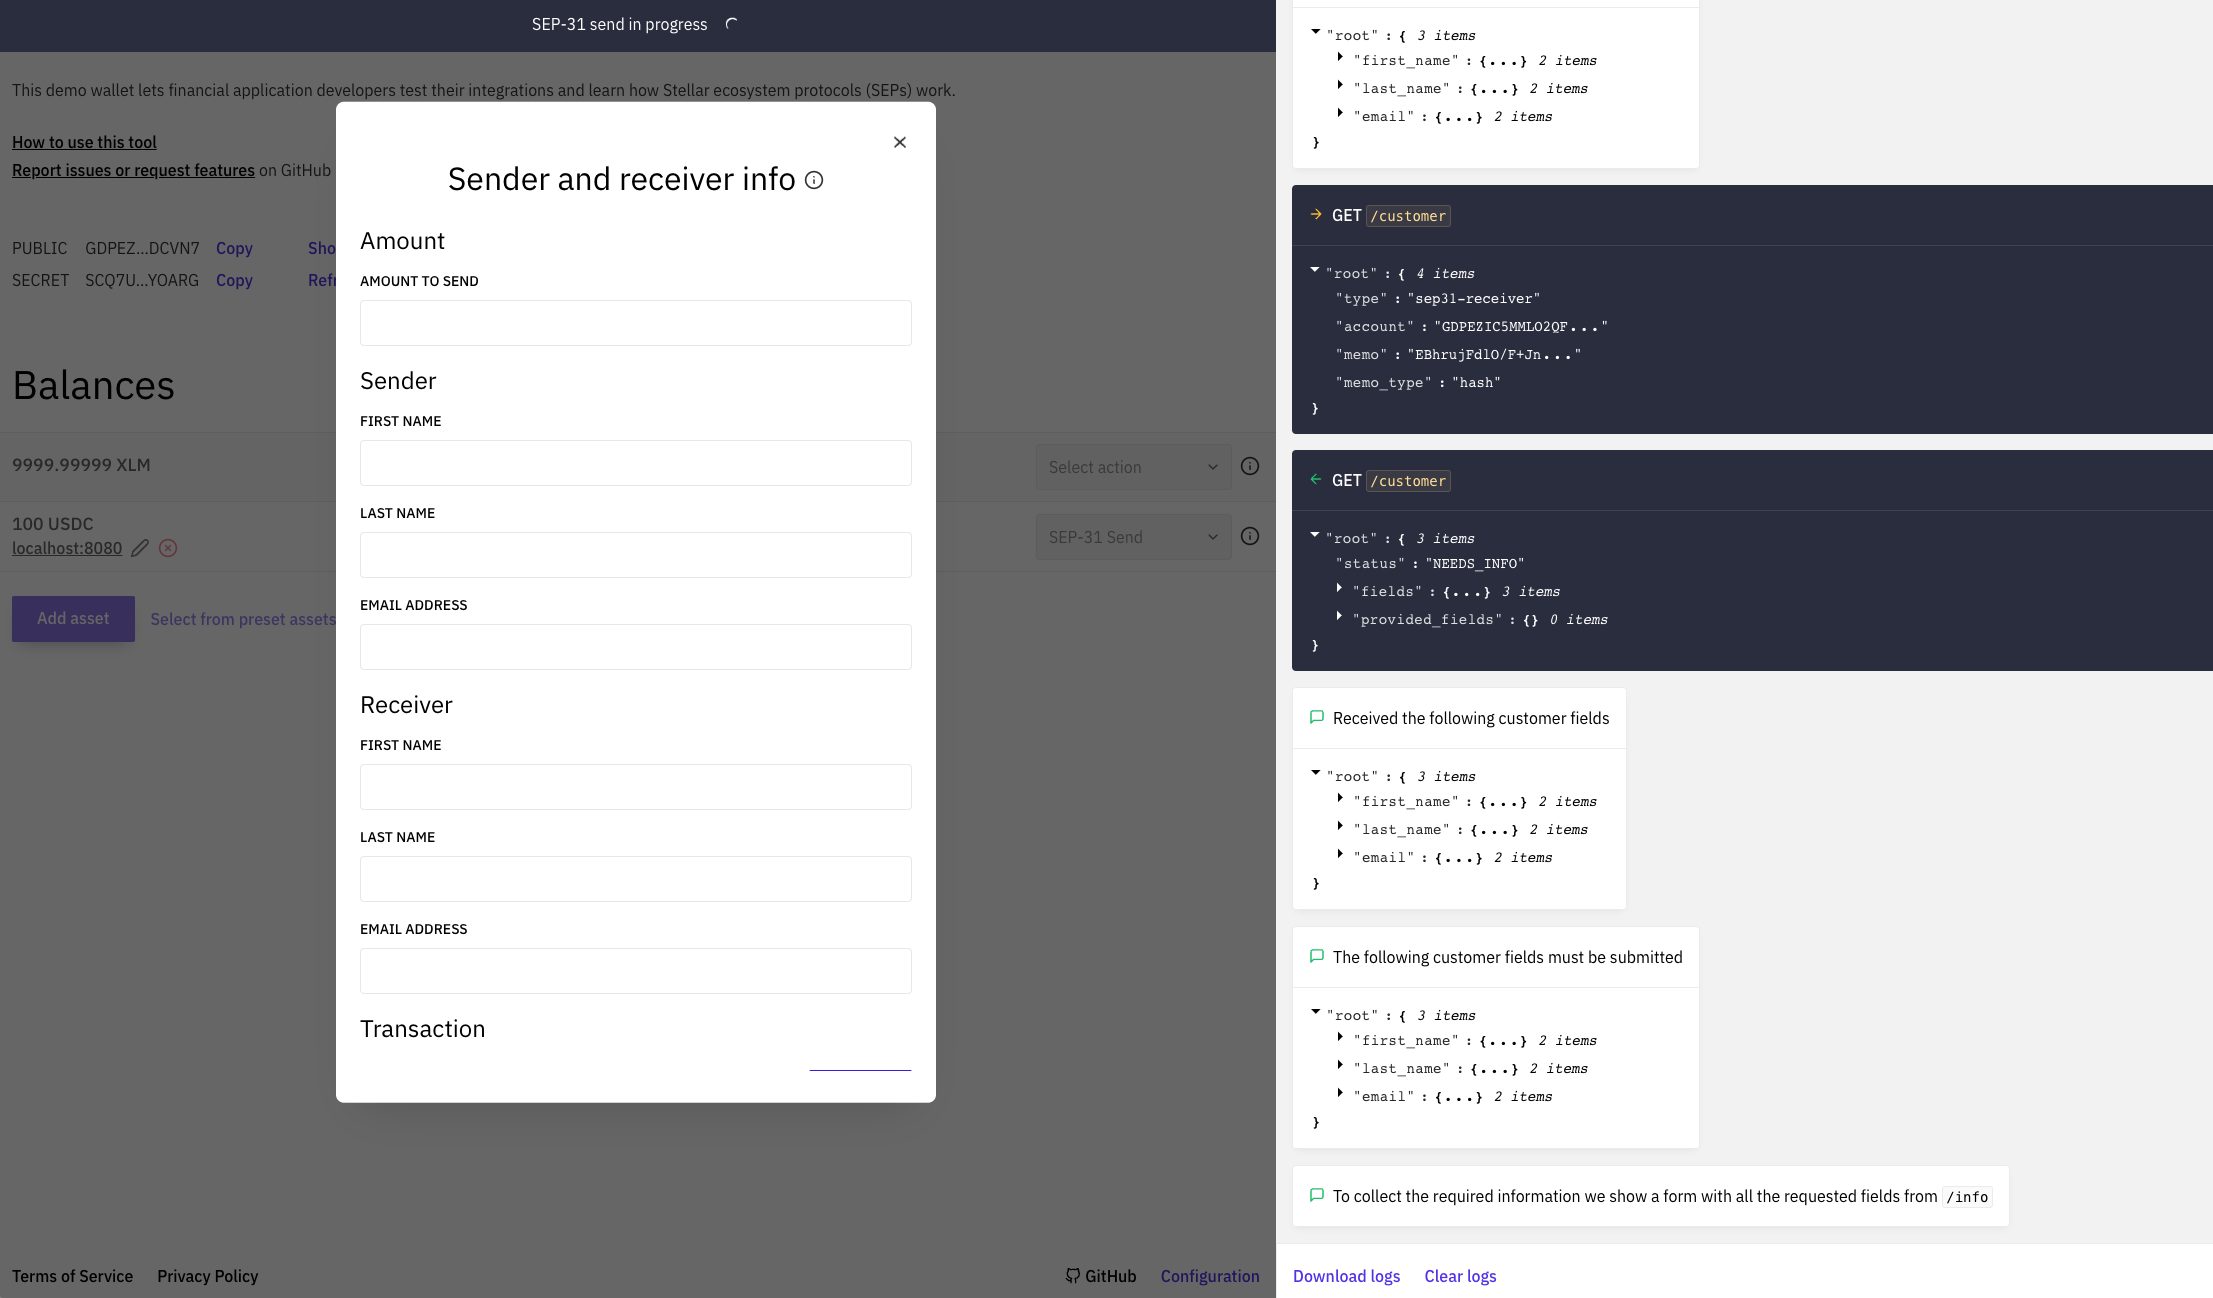 SEP-31 send in progress
This demo wallet lets financial application developers test their integrations and learn how Stellar ecosystem protocols (SEPs) work.
How to use this tool
Report issues or request features on GitHub
PUBLIC GDPEZ...DCVN7 Copy Sho
SECRET SCQ7U...YOARG Copy Refr
Balances
9999.99999 XLM
Select action
100 USDC
localhost:8080
SEP-31 Send
Add asset Select from preset assets
Sender and receiver info
Amount
AMOUNT TO SEND
Sender
FIRST NAME
LAST NAME
EMAIL ADDRESS
Receiver
FIRST NAME
LAST NAME
EMAIL ADDRESS
Transaction
Terms of Service Privacy Policy
GitHub Configuration
"root" : { 3 items
"first_name" : {...} 2 items
"last_name" : {...} 2 items
"email" : {...} 2 items
}
GET /customer
"root" : { 4 items
"type" : "sep31-receiver"
"account" : "GDPEZIC5MMLO2QF..."
"memo" : "EBhrujFdlO/F+Jn..."
"memo_type" : "hash"
}
GET /customer
"root" : { 3 items
"status" : "NEEDS_INFO"
"fields" : {...} 3 items
"provided_fields" : {} 0 items
}
Received the following customer fields
"root" : { 3 items
"first_name" : {...} 2 items
"last_name" : {...} 2 items
"email" : {...} 2 items
}
The following customer fields must be submitted
"root" : { 3 items
"first_name" : {...} 2 items
"last_name" : {...} 2 items
"email" : {...} 2 items
}
To collect the required information we show a form with all the requested fields from /info
Download logs Clear logs